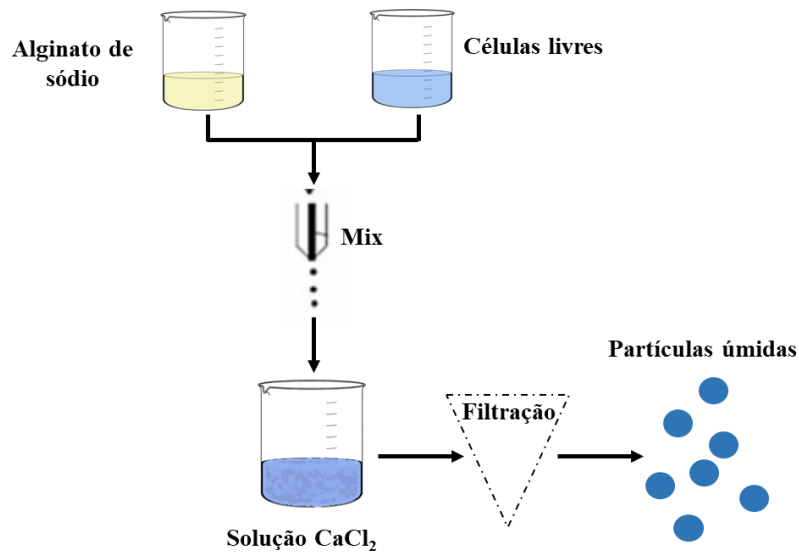 Alginato de
sódio
Células livres
Mix
Partículas úmidas
Filtração
Solução CaCl₂